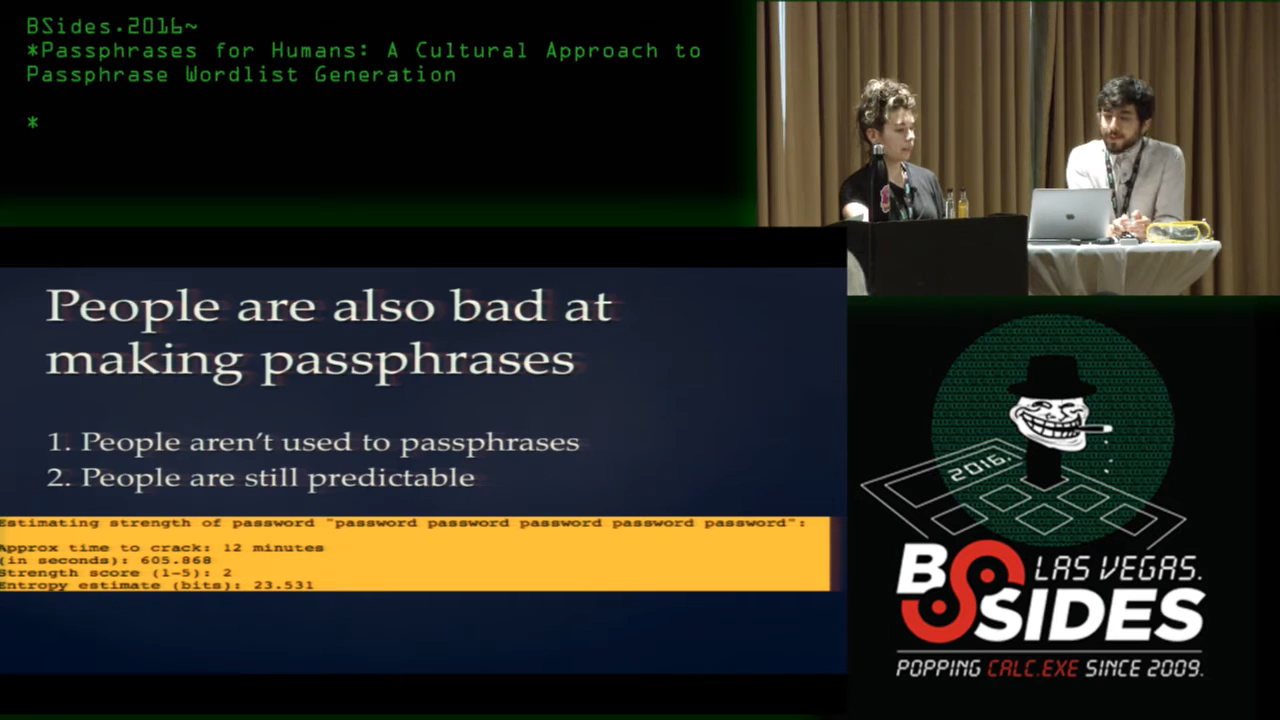 BSides.2016~
*Passphrases for Humans: A Cultural Approach to
Passphrase Wordlist Generation
*
People are also bad at
making passphrases
1. People aren't used to passphrases
2. People are still predictable
Estimating strength of password "password password password password password":
Approx time to crack: 12 minutes
(in seconds): 605.868
Strength score (1-5): 2
Entropy estimate (bits): 23.531
2016.
BSIDES
LAS VEGAS.
POPPING CALC.EXE SINCE 2009.